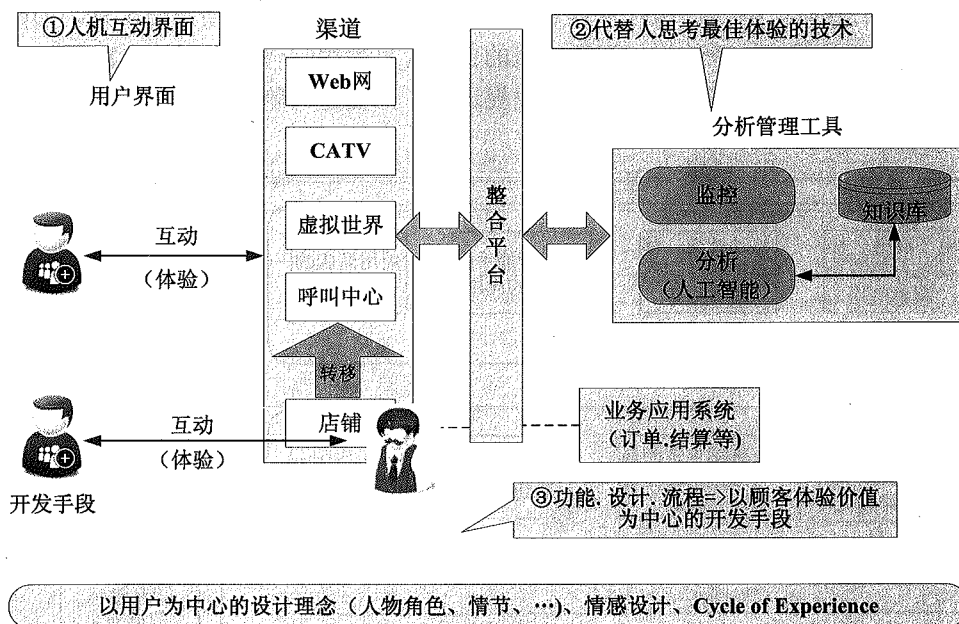 ①人机互动界面
渠道
②代替人思考最佳体验的技术
用户界面
Web网
CATV
虚拟世界
呼叫中心
转移
店铺
整合平台
分析管理工具
监控
知识库
分析
（人工智能）
互动
（体验）
互动
（体验）
开发手段
业务应用系统
（订单.结算等)
③功能. 设计. 流程=>以顾客体验价值
为中心的开发手段
以用户为中心的设计理念（人物角色、情节、…)、情感设计、Cycle of Experience